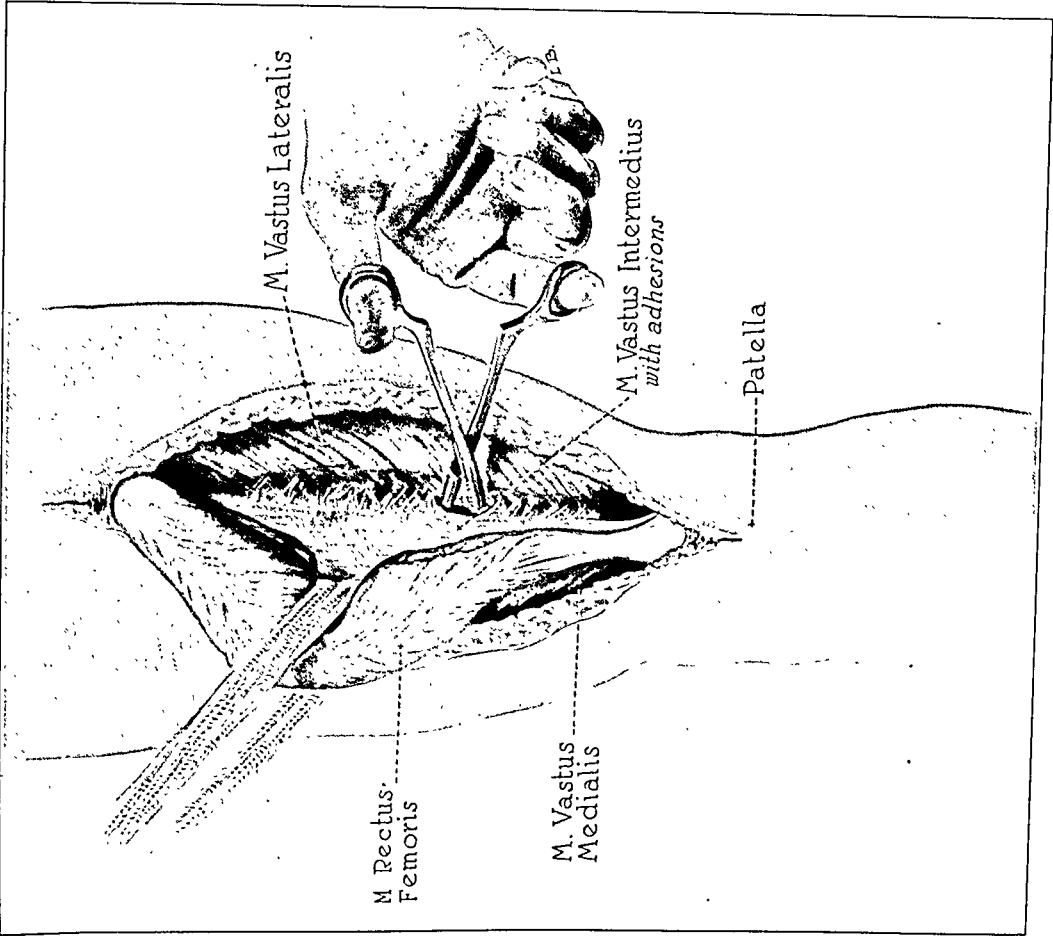 M. Vastus Lateralis
M. Vastus Intermedius
with adhesions
Patella
M Rectus
Femoris
M. Vastus
Medialis